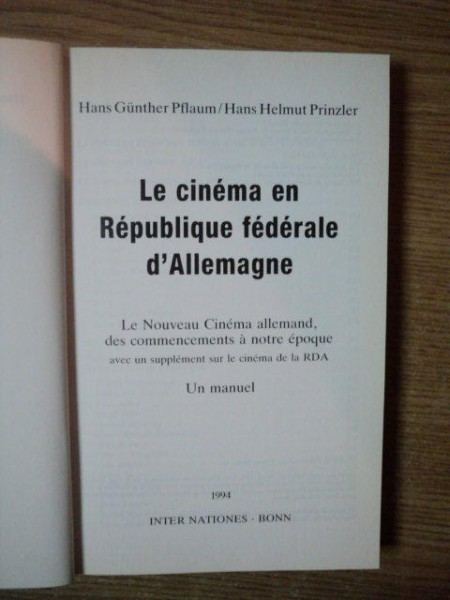 Hans Günther Pflaum/Hans Helmut Prinzler
Le cinéma en
République fédérale
d'Allemagne
Le Nouveau Cinéma allemand,
des commencements à notre époque
avec un supplément sur le cinéma de la RDA
Un manuel
1994
INTER NATIONES · BONN